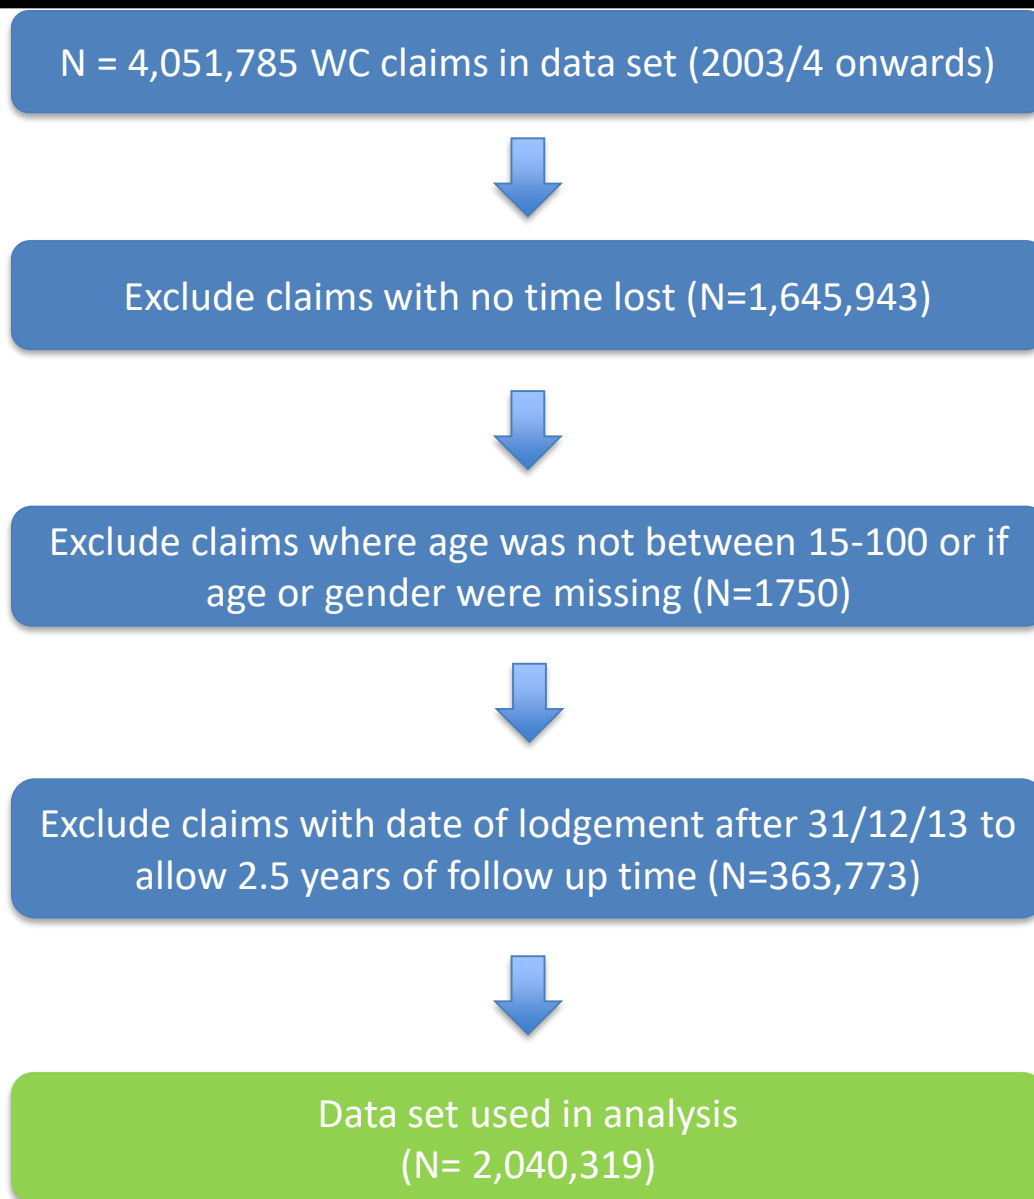 N = 4,051,785 WC claims in data set (2003/4 onwards)
Exclude claims with no time lost (N=1,645,943)
Exclude claims where age was not between 15-100 or if
age or gender were missing (N=1750)
Exclude claims with date of lodgement after 31/12/13 to
allow 2.5 years of follow up time (N=363,773)
Data set used in analysis
(N= 2,040,319)